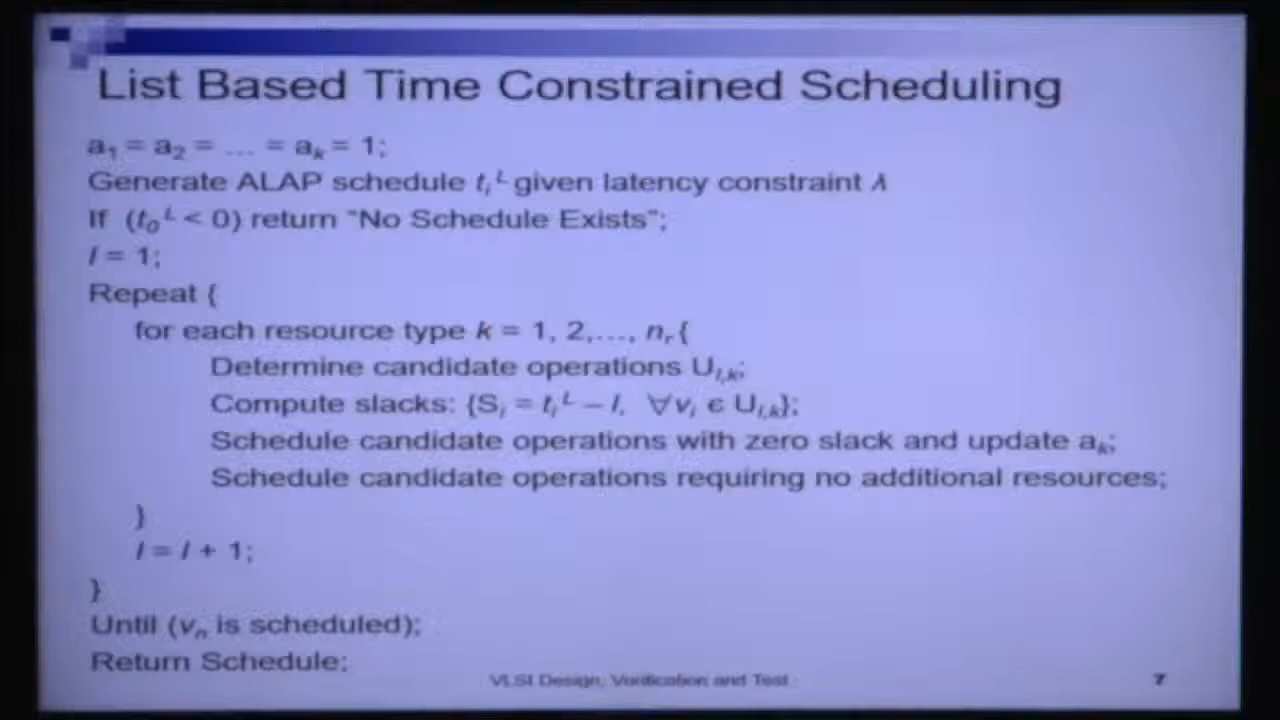 List Based Time Constrained Scheduling
a₁ = a₂ = ... = aₖ = 1;
Generate ALAP schedule tᵢᴸ given latency constraint λ
If (t₀ᴸ < 0) return "No Schedule Exists";
l = 1;
Repeat {
for each resource type k = 1, 2,..., nᵣ {
Determine candidate operations U_{l,k};
Compute slacks: {Sᵢ = tᵢᴸ – l, ∀vᵢ ϵ U_{l,k}};
Schedule candidate operations with zero slack and update aₖ;
Schedule candidate operations requiring no additional resources;
}
l = l + 1;
}
Until (vₙ is scheduled);
Return Schedule;
VLSI Design, Verification and Test
7